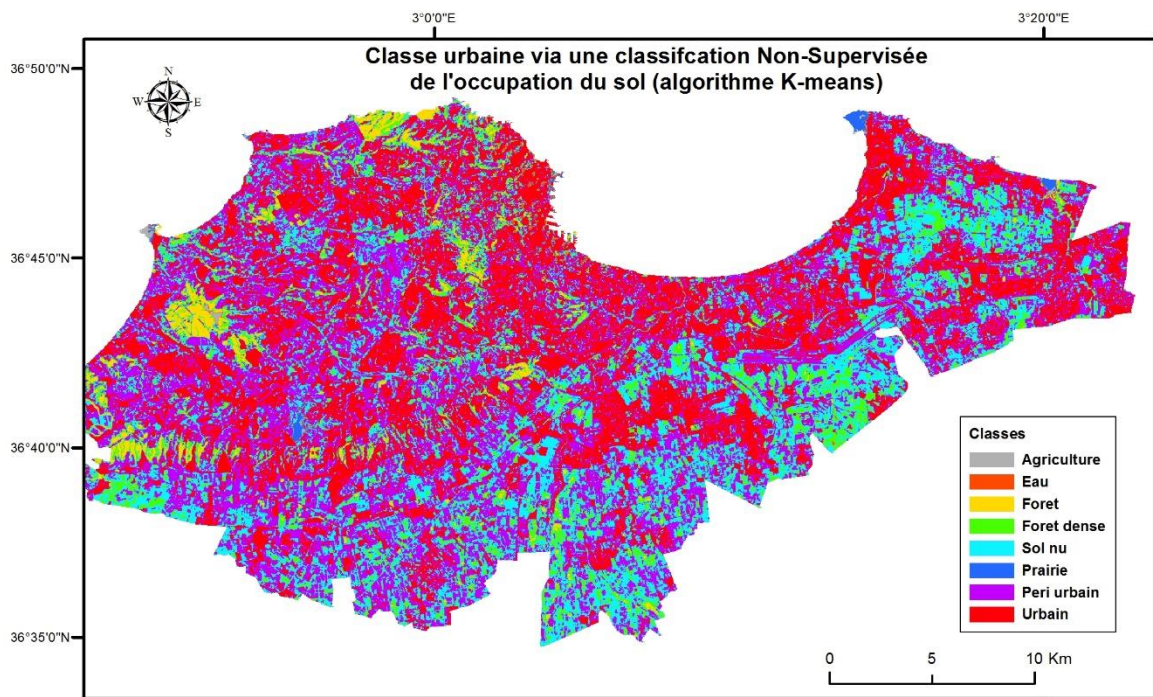 3°0'0"E
3°20'0"E
36°50'0"N
Classe urbaine via une classifcation Non-Supervisée
de l'occupation du sol (algorithme K-means)
N
W
E
S
36°45'0"N
36°40'0"N
Classes
Agriculture
Eau
Foret
Foret dense
Sol nu
Prairie
Peri urbain
Urbain
36°35'0"N
0
5
10 Km